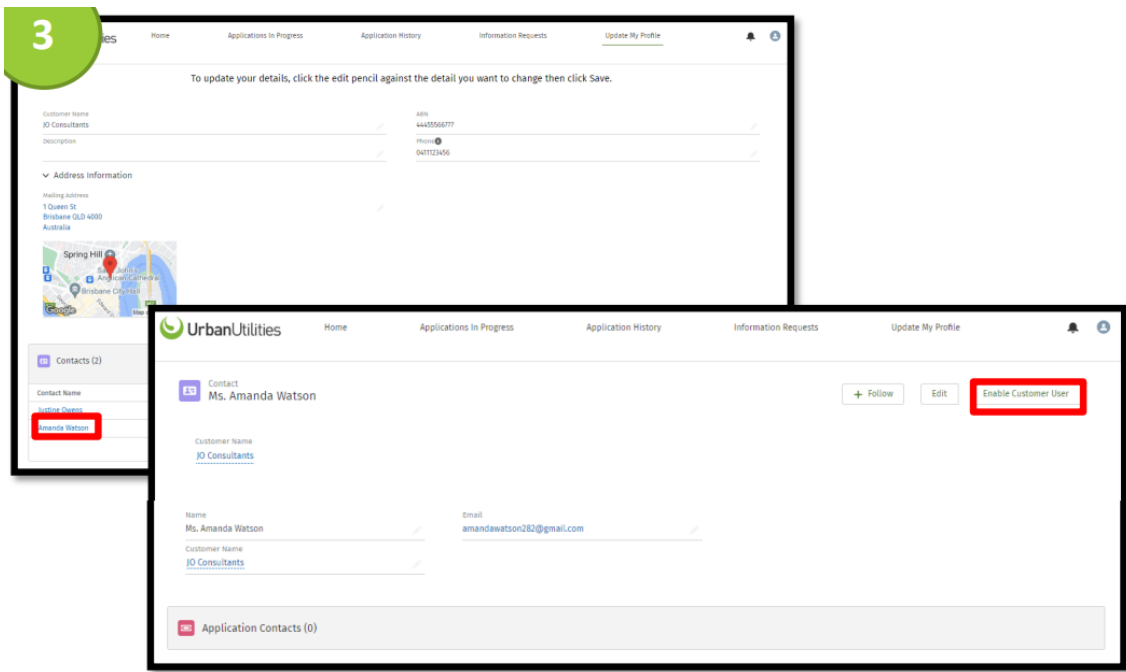 3
ies
Home Applications In Progress Application History Information Requests Update My Profile
To update your details, click the edit pencil against the detail you want to change then click Save.
Customer Name ABN
JO Consultants 44455566777
Description Phone
0411123456
Address Information
Mailing Address
1 Queen St
Brisbane QLD 4000
Australia
Spring Hill
Anglican Cathedral
Brisbane City Hall
Google
Contacts (2)
Contact Name
Justine Owens
Amanda Watson
UrbanUtilities Home Applications In Progress Application History Information Requests Update My Profile
Contact
Ms. Amanda Watson
+ Follow Edit Enable Customer User
Customer Name
JO Consultants
Name Email
Ms. Amanda Watson amandawatson282@gmail.com
Customer Name
JO Consultants
Application Contacts (0)